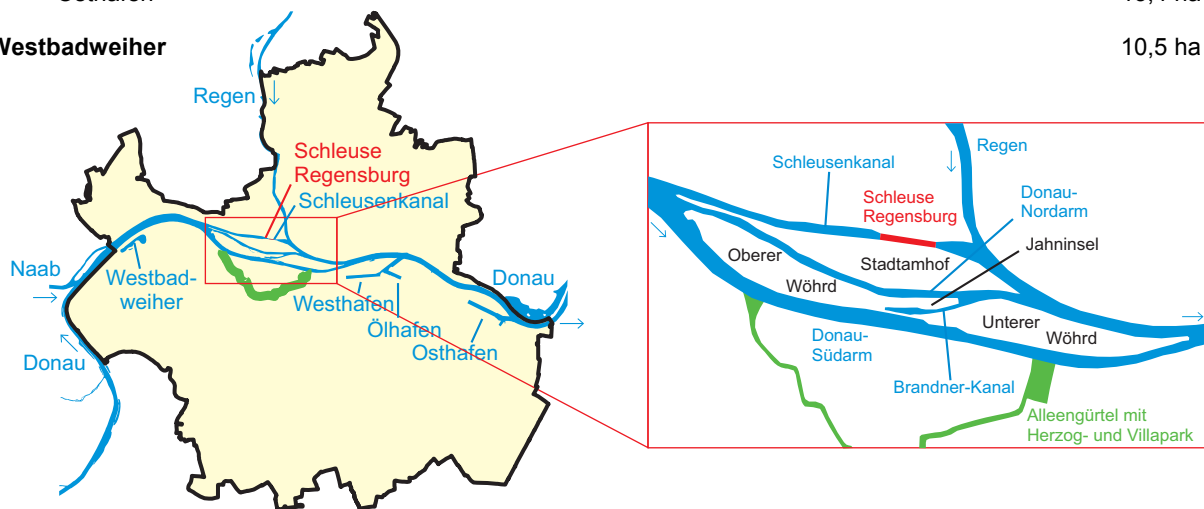 Westbadweiher 10,5 ha
Regen
Schleuse
Regensburg
Schleusenkanal
Naab
Westbad-
weiher
Westhafen
Ölhafen
Osthafen
Donau
Donau
Schleusenkanal
Schleuse
Regensburg
Regen
Donau-
Nordarm
Jahninsel
Oberer
Wöhrd
Stadtamhof
Unterer
Wöhrd
Donau-
Südarm
Brandner-Kanal
Alleengürtel mit
Herzog- und Villapark